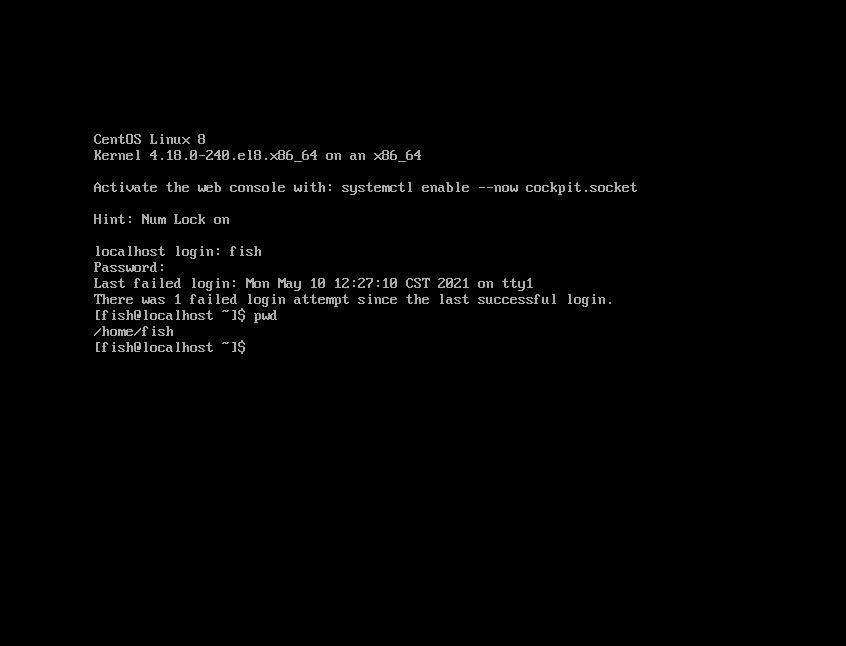 CentOS Linux 8
Kernel 4.18.0-240.el8.x86_64 on an x86_64
Activate the web console with: systemctl enable --now cockpit.socket
Hint: Num Lock on
localhost login: fish
Password:
Last failed login: Mon May 10 12:27:10 CST 2021 on tty1
There was 1 failed login attempt since the last successful login.
[fish@localhost ~]$ pwd
/home/fish
[fish@localhost ~]$